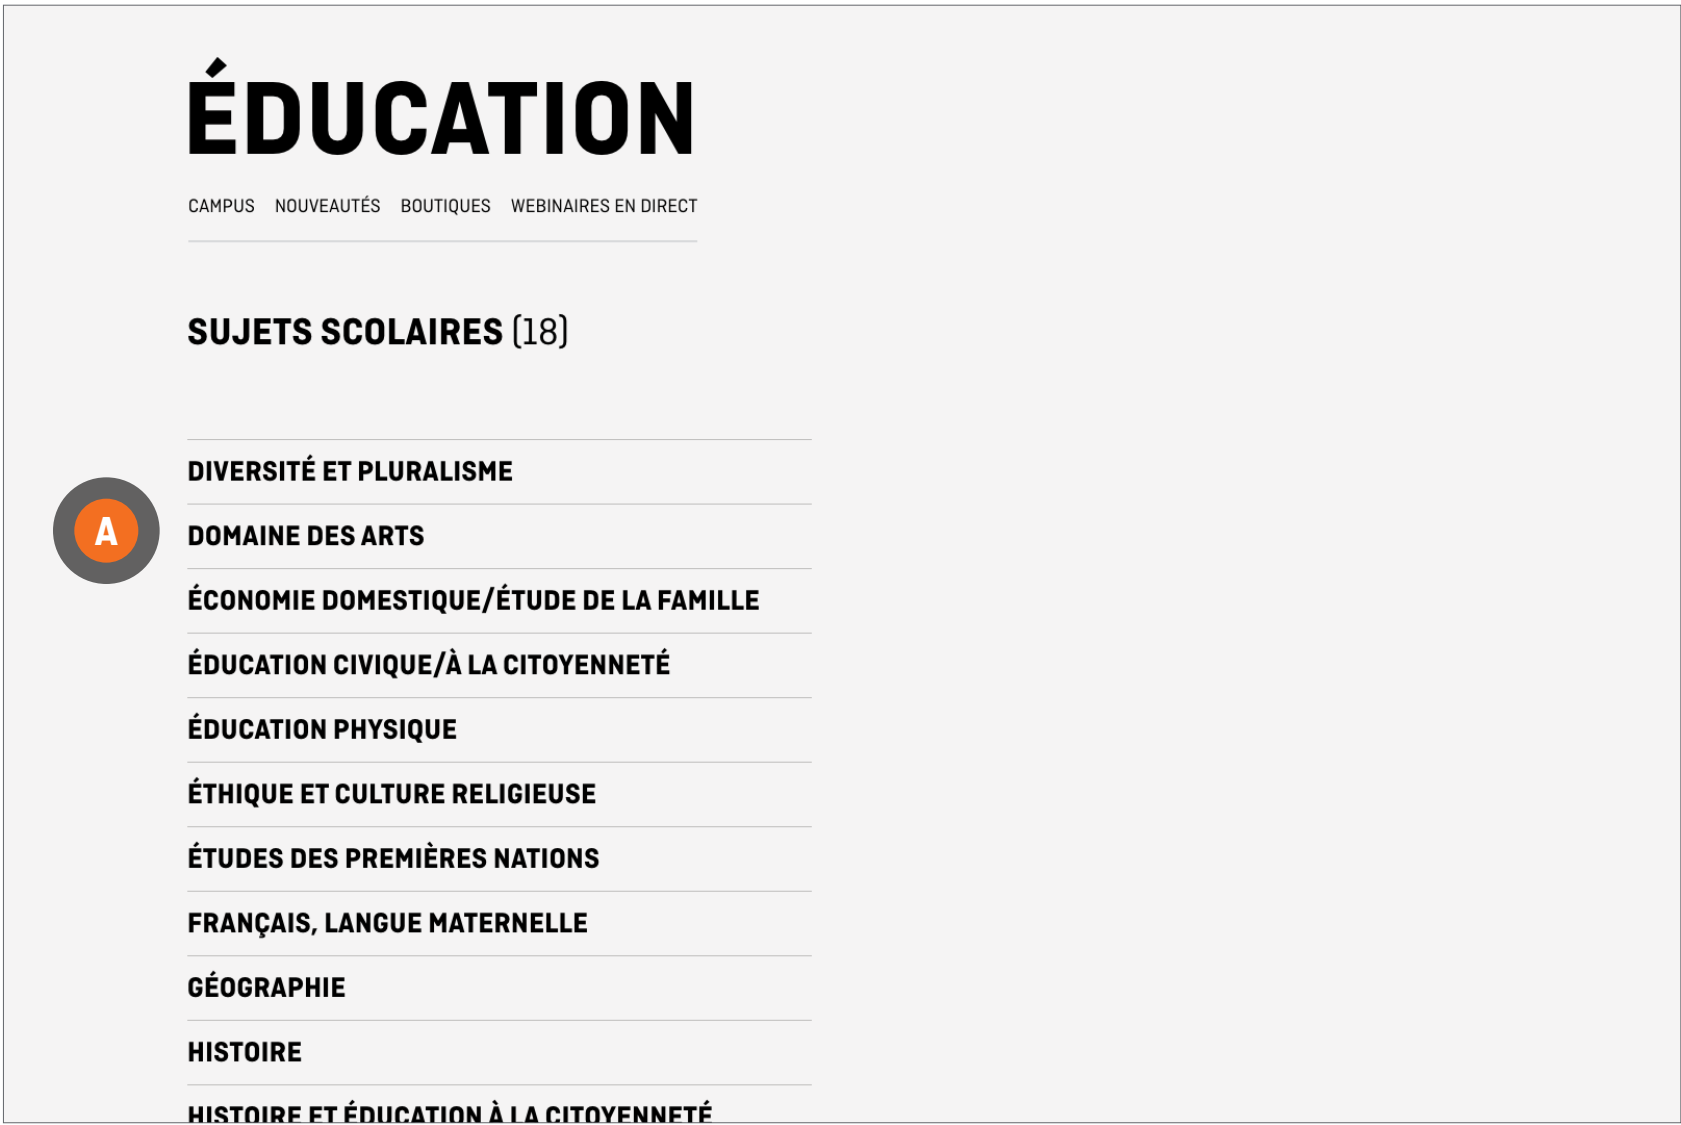 ÉDUCATION
CAMPUS NOUVEAUTÉS BOUTIQUES WEBINAIRES EN DIRECT
SUJETS SCOLAIRES (18)
DIVERSITÉ ET PLURALISME
A
DOMAINE DES ARTS
ÉCONOMIE DOMESTIQUE/ÉTUDE DE LA FAMILLE
ÉDUCATION CIVIQUE/À LA CITOYENNETÉ
ÉDUCATION PHYSIQUE
ÉTHIQUE ET CULTURE RELIGIEUSE
ÉTUDES DES PREMIÈRES NATIONS
FRANÇAIS, LANGUE MATERNELLE
GÉOGRAPHIE
HISTOIRE
HISTOIRE ET ÉDUCATION À LA CITOYENNETÉ